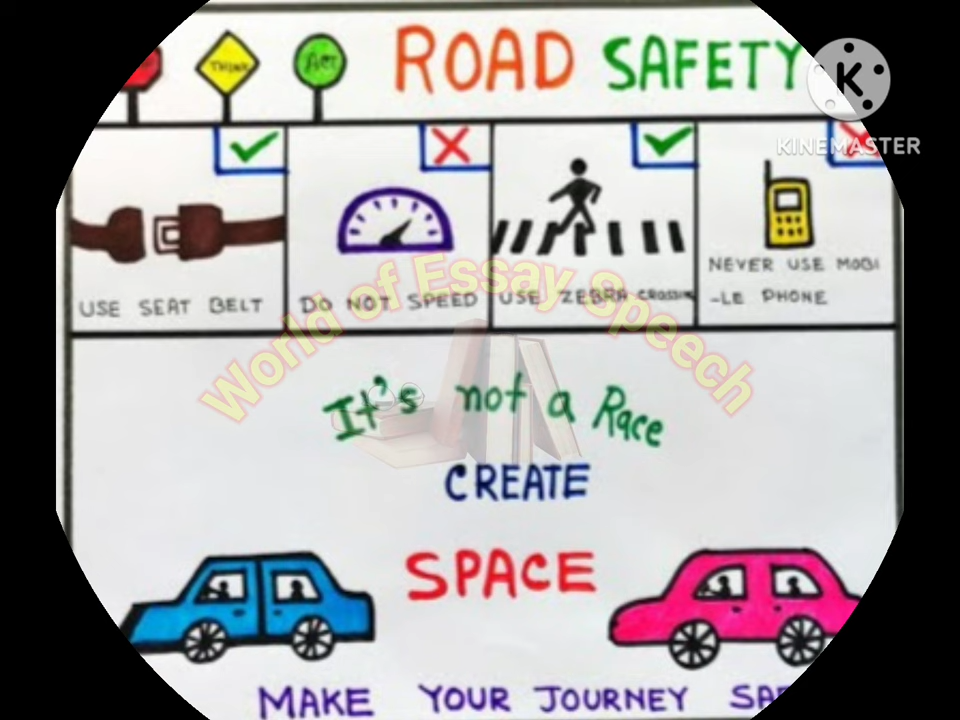 THINK ACT ROAD SAFETY
K
KINEMASTER
USE SEAT BELT
DO NOT SPEED
USE ZEBRA CROSSING
NEVER USE MOBI
-LE PHONE
World of Essay Speech
It's not a Race
CREATE
SPACE
MAKE YOUR JOURNEY